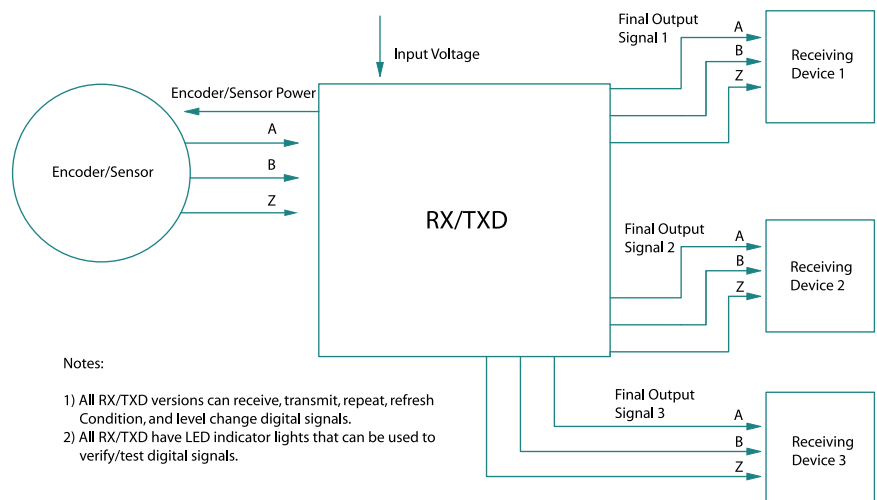 Input Voltage
Final Output
Signal 1
A
B
Z
Receiving
Device 1
Encoder/Sensor Power
A
B
Z
Encoder/Sensor
RX/TXD
Final Output
Signal 2
A
B
Z
Receiving
Device 2
Final Output
Signal 3
A
B
Z
Receiving
Device 3
Notes:
1) All RX/TXD versions can receive, transmit, repeat, refresh
Condition, and level change digital signals.
2) All RX/TXD have LED indicator lights that can be used to
verify/test digital signals.